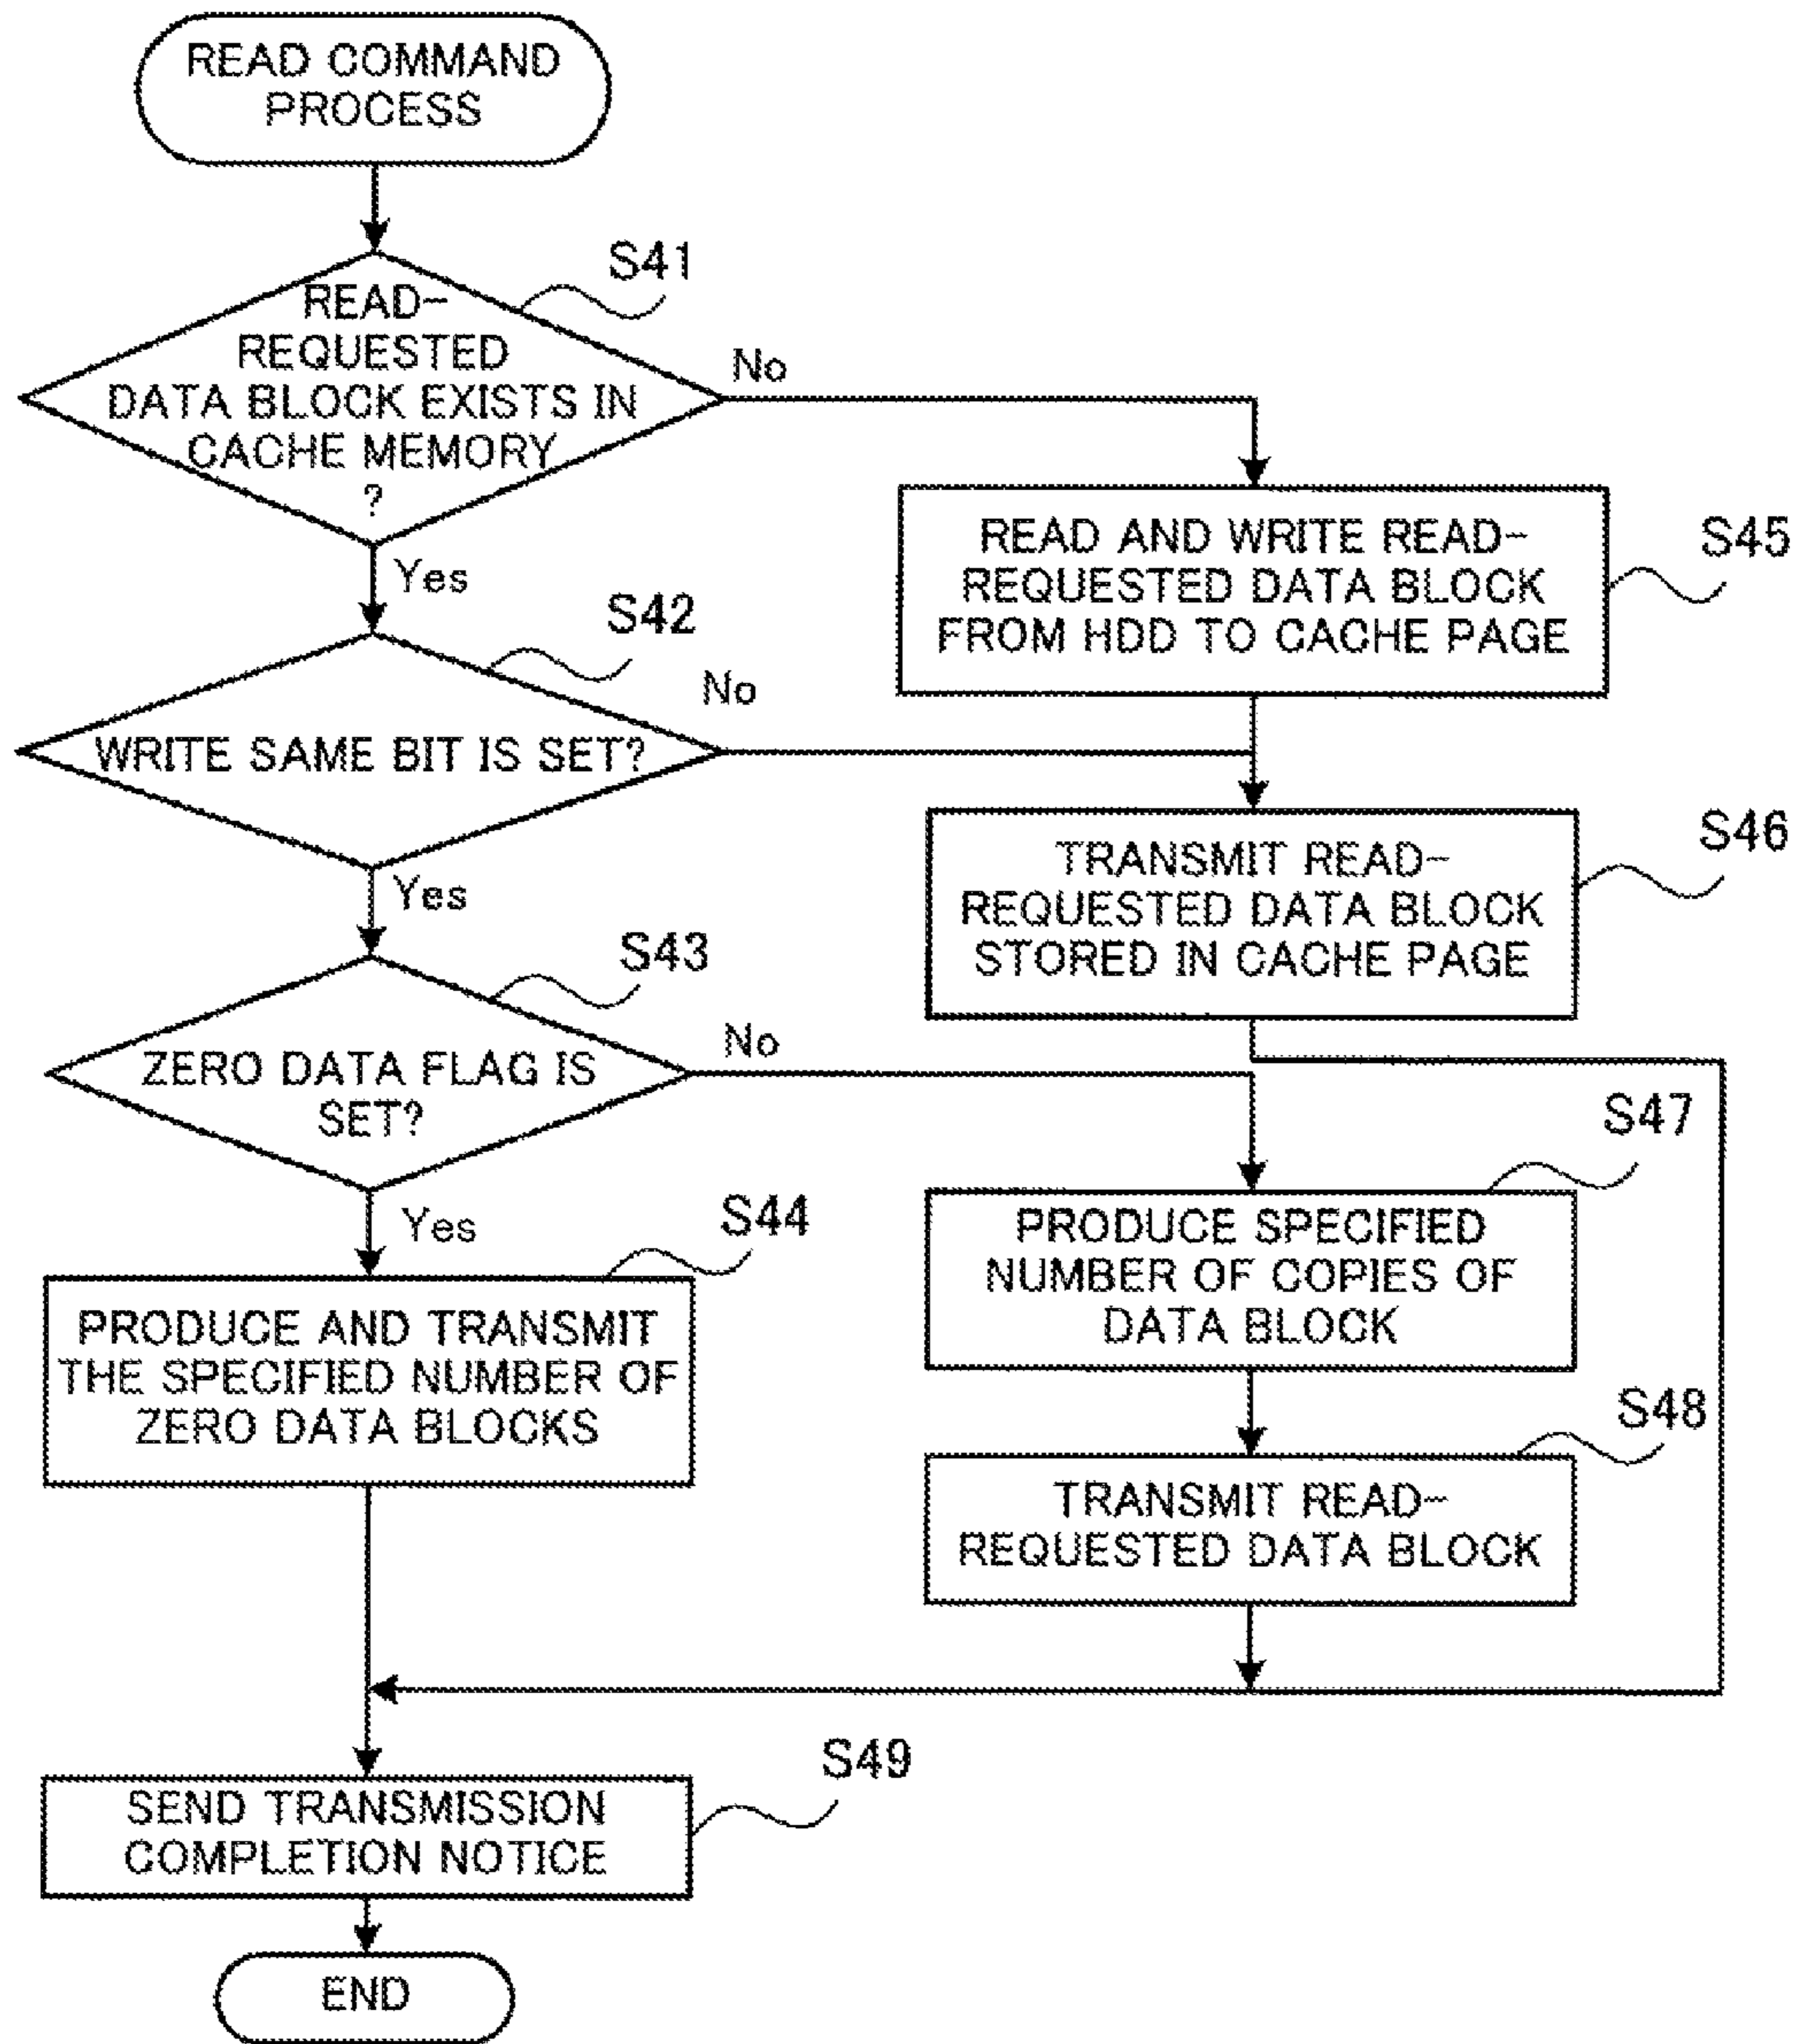 READ COMMAND
PROCESS
S41
READ-
REQUESTED
DATA BLOCK EXISTS IN
CACHE MEMORY
?
No
Yes
S45
READ AND WRITE READ-
REQUESTED DATA BLOCK
FROM HDD TO CACHE PAGE
S42
WRITE SAME BIT IS SET?
No
Yes
S46
TRANSMIT READ-
REQUESTED DATA BLOCK
STORED IN CACHE PAGE
S43
ZERO DATA FLAG IS
SET?
No
Yes
S47
PRODUCE SPECIFIED
NUMBER OF COPIES OF
DATA BLOCK
S44
PRODUCE AND TRANSMIT
THE SPECIFIED NUMBER OF
ZERO DATA BLOCKS
S48
TRANSMIT READ-
REQUESTED DATA BLOCK
S49
SEND TRANSMISSION
COMPLETION NOTICE
END